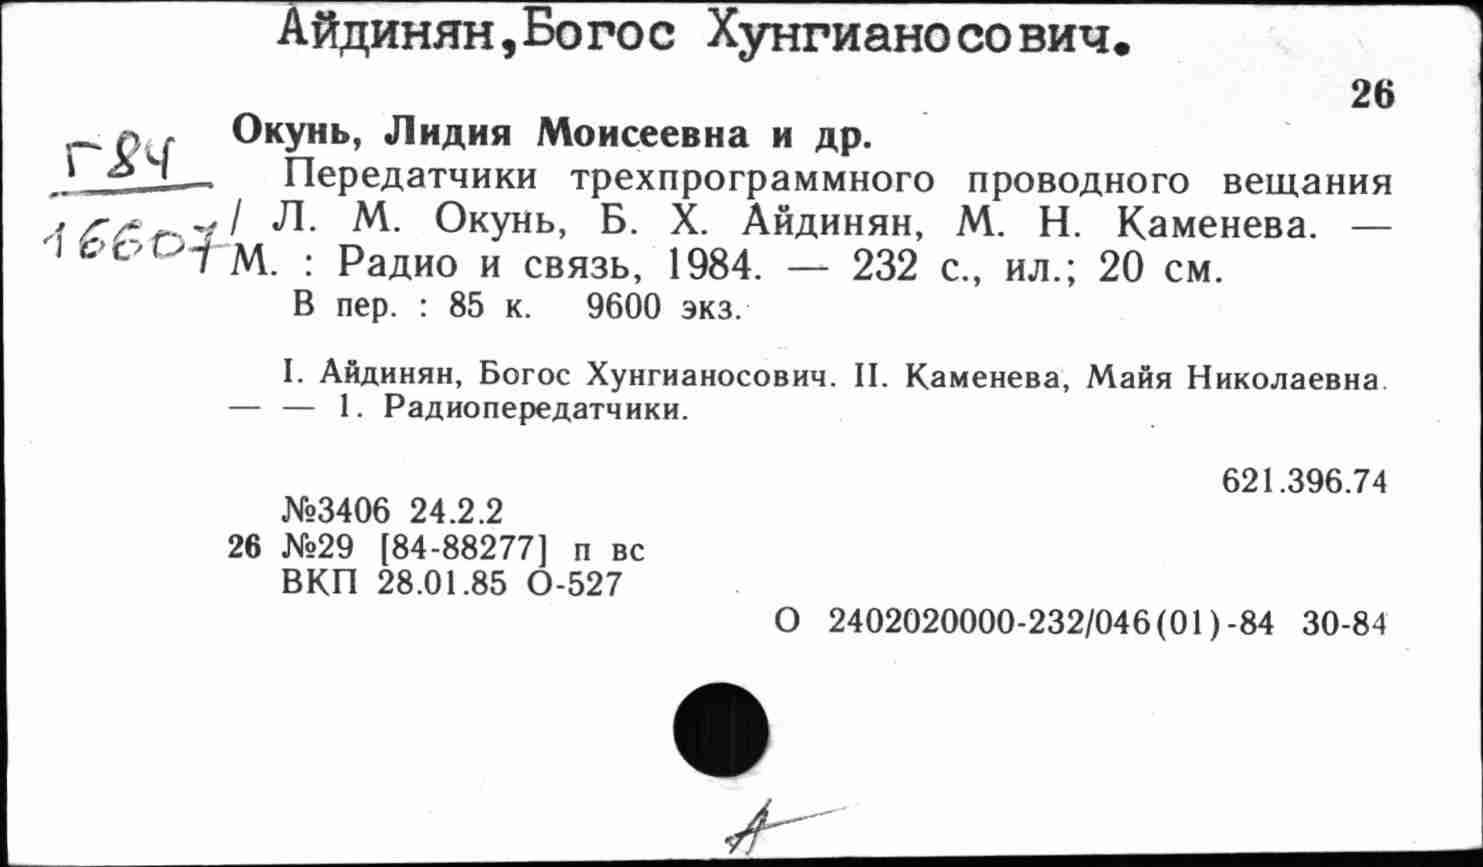 Айдинян,Богос Хунгианосович.
26
Окунь, Лидия Моисеевна и др.
Г84
16607
Передатчики трехпрограммного проводного вещания
/ Л. М. Окунь, Б. Х. Айдинян, М. Н. Каменева. —
М. : Радио и связь, 1984. — 232 с., ил.; 20 см.
В пер. : 85 к. 9600 экз.
I. Айдинян, Богос Хунгианосович. II. Каменева, Майя Николаевна.
— — 1. Радиопередатчики.
621.396.74
№3406 24.2.2
26 №29 [84-88277] п вс
ВКП 28.01.85 О-527
О 2402020000-232/046(01)-84 30-84
А